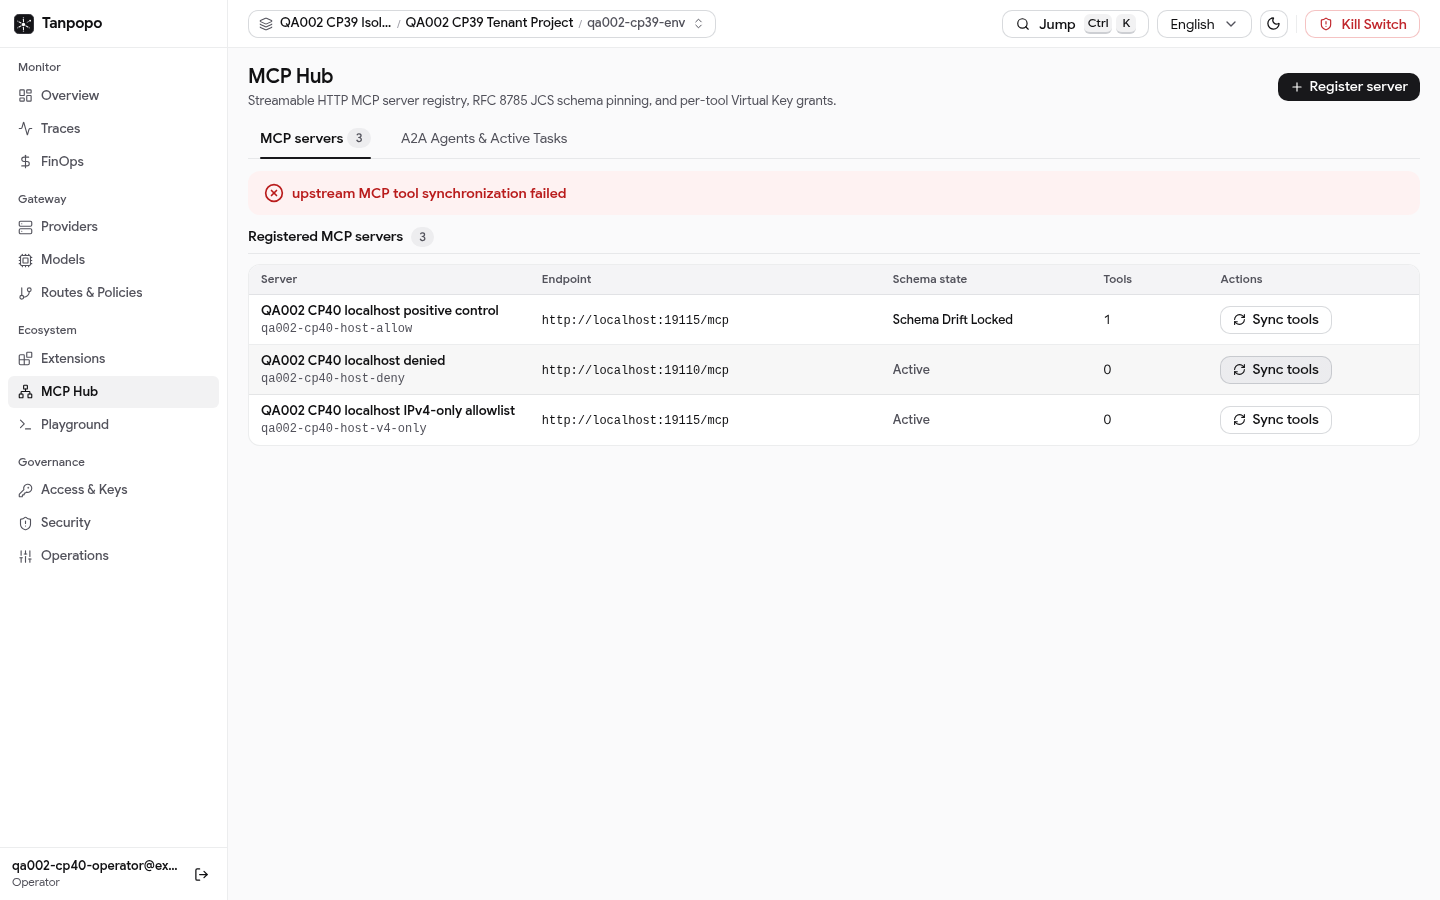 Tanpopo
QA002 CP39 Isol... / QA002 CP39 Tenant Project / qa002-cp39-env
Jump Ctrl K
English
Kill Switch
Monitor
Overview
Traces
FinOps
Gateway
Providers
Models
Routes & Policies
Ecosystem
Extensions
MCP Hub
Playground
Governance
Access & Keys
Security
Operations
qa002-cp40-operator@ex...
Operator
MCP Hub
Streamable HTTP MCP server registry, RFC 8785 JCS schema pinning, and per-tool Virtual Key grants.
+ Register server
MCP servers 3
A2A Agents & Active Tasks
upstream MCP tool synchronization failed
Registered MCP servers 3
Server Endpoint Schema state Tools Actions
QA002 CP40 localhost positive control
qa002-cp40-host-allow
http://localhost:19115/mcp
Schema Drift Locked
1
Sync tools
QA002 CP40 localhost denied
qa002-cp40-host-deny
http://localhost:19110/mcp
Active
0
Sync tools
QA002 CP40 localhost IPv4-only allowlist
qa002-cp40-host-v4-only
http://localhost:19115/mcp
Active
0
Sync tools